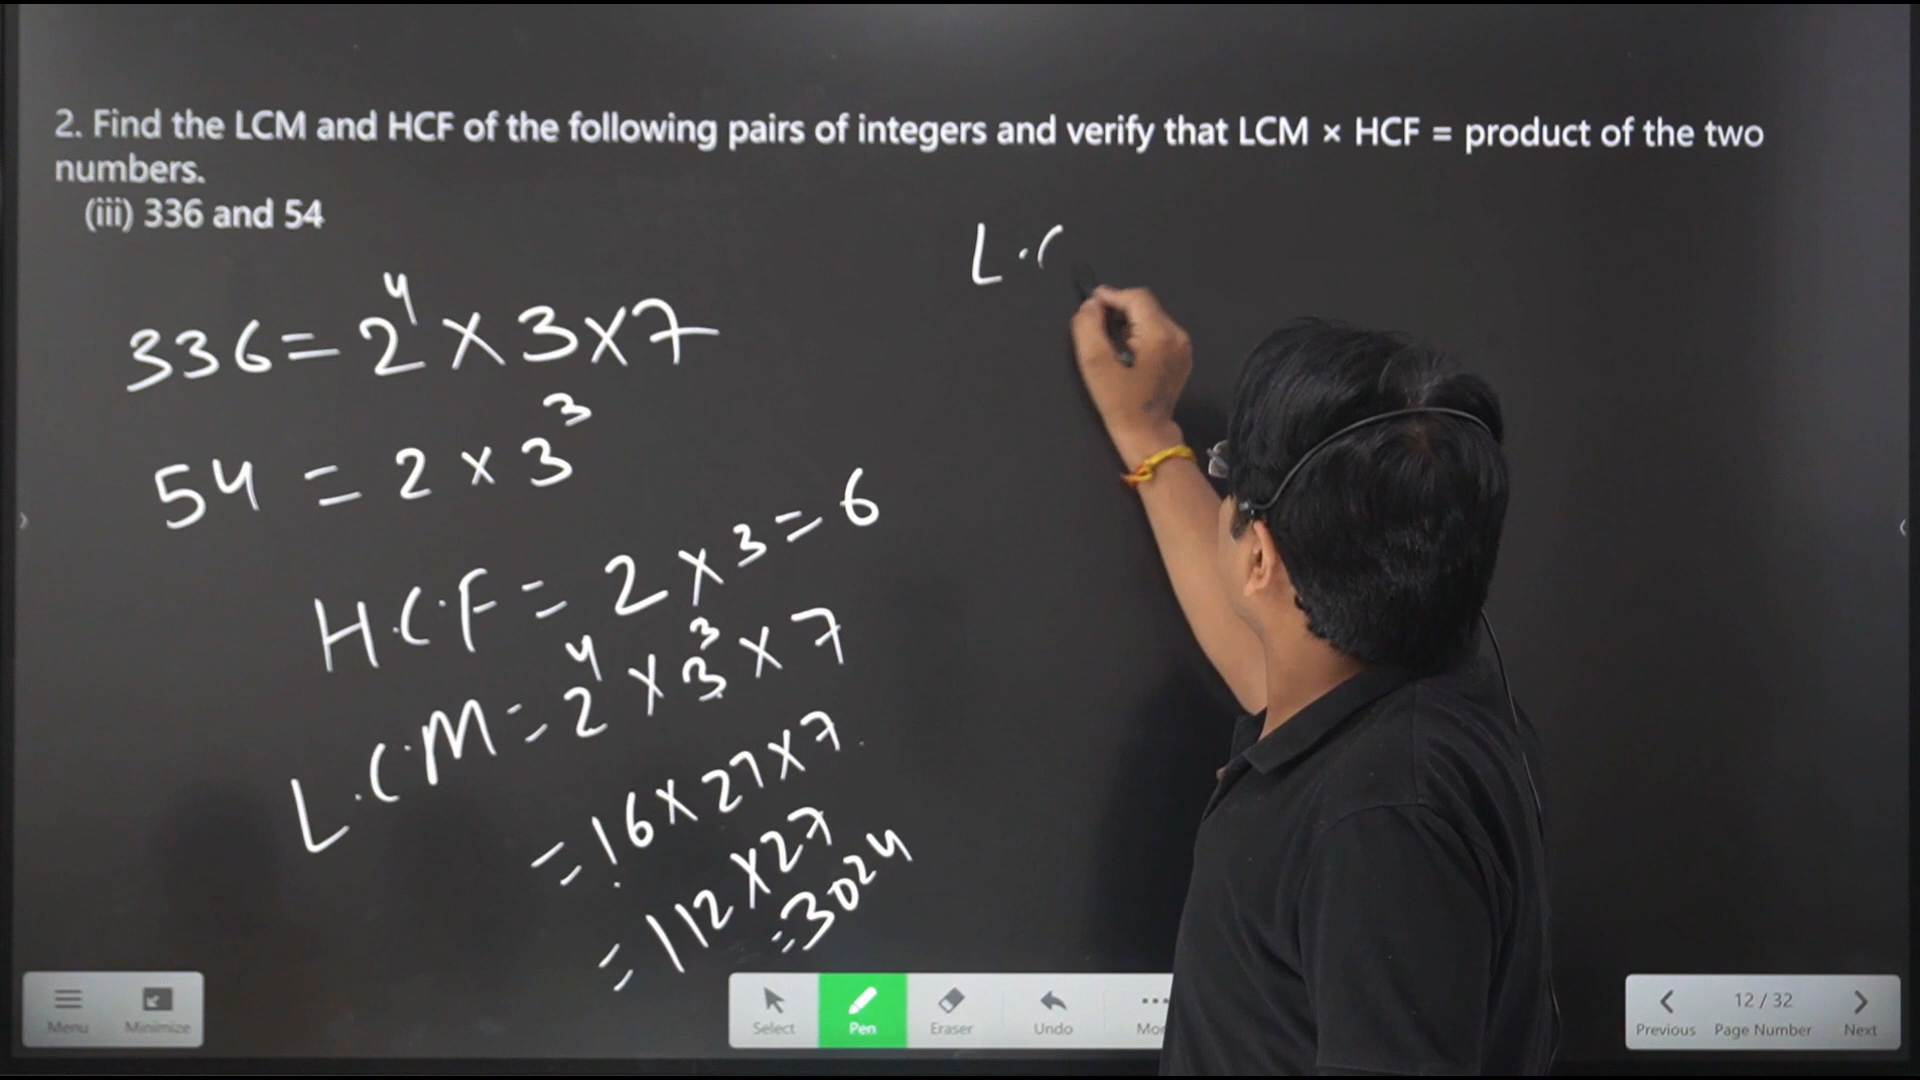 2. Find the LCM and HCF of the following pairs of integers and verify that LCM × HCF = product of the two
numbers.
(iii) 336 and 54
336 = 2⁴ × 3 × 7
54 = 2 × 3³
H.C.F = 2 × 3 = 6
L.C.M = 2⁴ × 3³ × 7
= 16 × 27 × 7
= 112 × 27
= 3024
L.C
Menu
Minimize
Select
Pen
Eraser
Undo
12 / 32
Previous
Page Number
Next